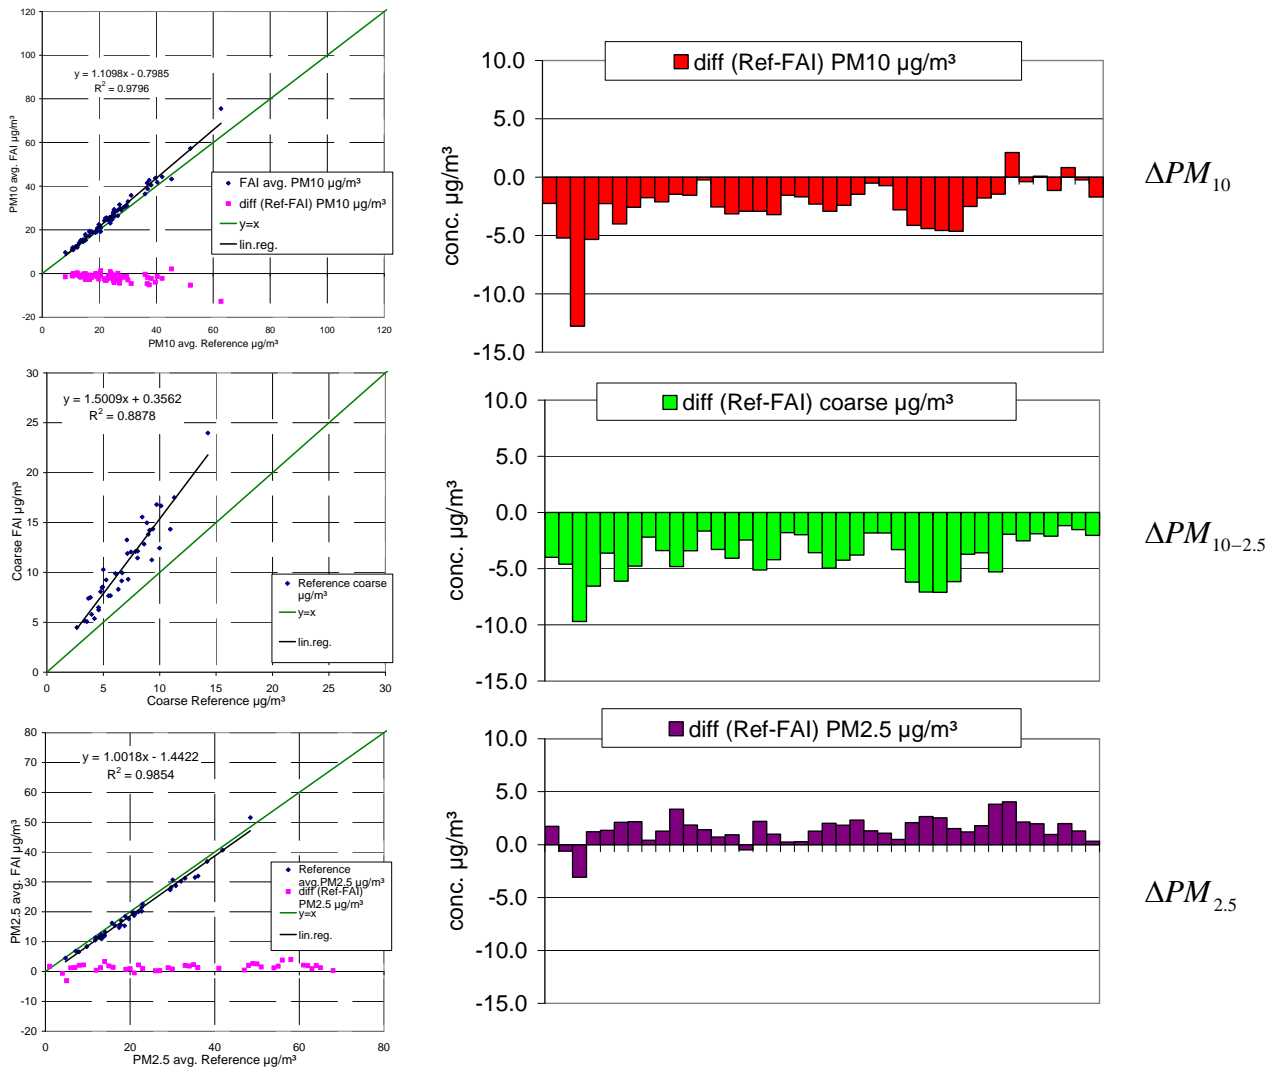 120
100
80
60
40
20
0
-20
0
20
40
60
80
100
120
PM10 avg. FAI µg/m³
PM10 avg. Reference µg/m³
y = 1.1098x - 0.7985
R² = 0.9796
FAI avg. PM10 µg/m³
diff (Ref-FAI) PM10 µg/m³
y=x
lin.reg.
diff (Ref-FAI) PM10 µg/m³
10.0
5.0
0.0
-5.0
-10.0
-15.0
conc. µg/m³
ΔPM₁₀
30
25
20
15
10
5
0
0
5
10
15
20
25
30
Coarse FAI µg/m³
Coarse Reference µg/m³
y = 1.5009x + 0.3562
R² = 0.8878
Reference coarse
µg/m³
y=x
lin.reg.
diff (Ref-FAI) coarse µg/m³
10.0
5.0
0.0
-5.0
-10.0
-15.0
conc. µg/m³
ΔPM₁₀₋₂.₅
80
70
60
50
40
30
20
10
0
-10
-20
0
20
40
60
80
PM2.5 avg. FAI µg/m³
PM2.5 avg. Reference µg/m³
y = 1.0018x - 1.4422
R² = 0.9854
Reference
avg.PM2.5 µg/m³
diff (Ref-FAI)
PM2.5 µg/m³
y=x
lin.reg.
diff (Ref-FAI) PM2.5 µg/m³
10.0
5.0
0.0
-5.0
-10.0
-15.0
conc. µg/m³
ΔPM₂.₅